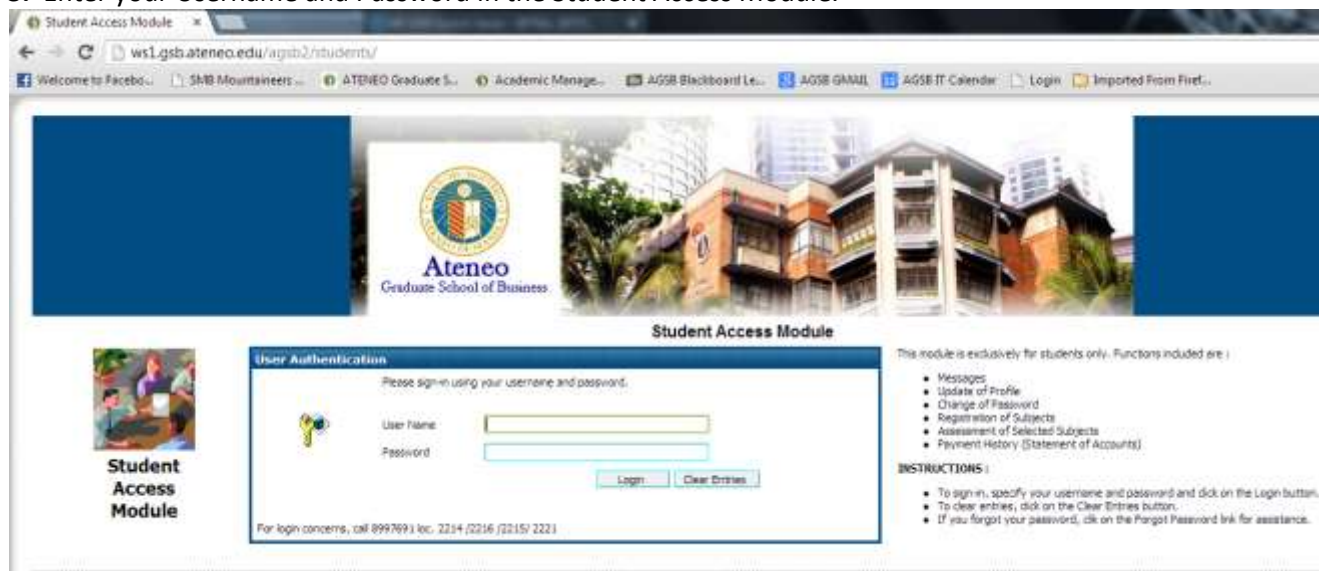 Enter your Username and Password in the Student Access Module.
Student Access Module
ws1.gsb.ateneo.edu/agsb2/students/
Welcome to Facebo... SMB Mountaineers ... ATENEO Graduate S... Academic Manage... AGSB Blackboard Le... AGSB GMAIL AGSB IT Calendar Login Imported From Firef...
Ateneo
Graduate School of Business
Student Access Module
Student
Access
Module
User Authentication
Please sign-in using your username and password.
User Name
Password
Login Clear Entries
For login concerns, call 8997691 loc. 2214 /2216 /2215/ 2221
This module is exclusively for students only. Functions included are :
Messages
Update of Profile
Change of Password
Registration of Subjects
Assessment of Selected Subjects
Payment History (Statement of Accounts)
INSTRUCTIONS :
To sign-in, specify your username and password and click on the Login button.
To clear entries, click on the Clear Entries button.
If you forgot your password, clik on the Forgot Password link for assistance.